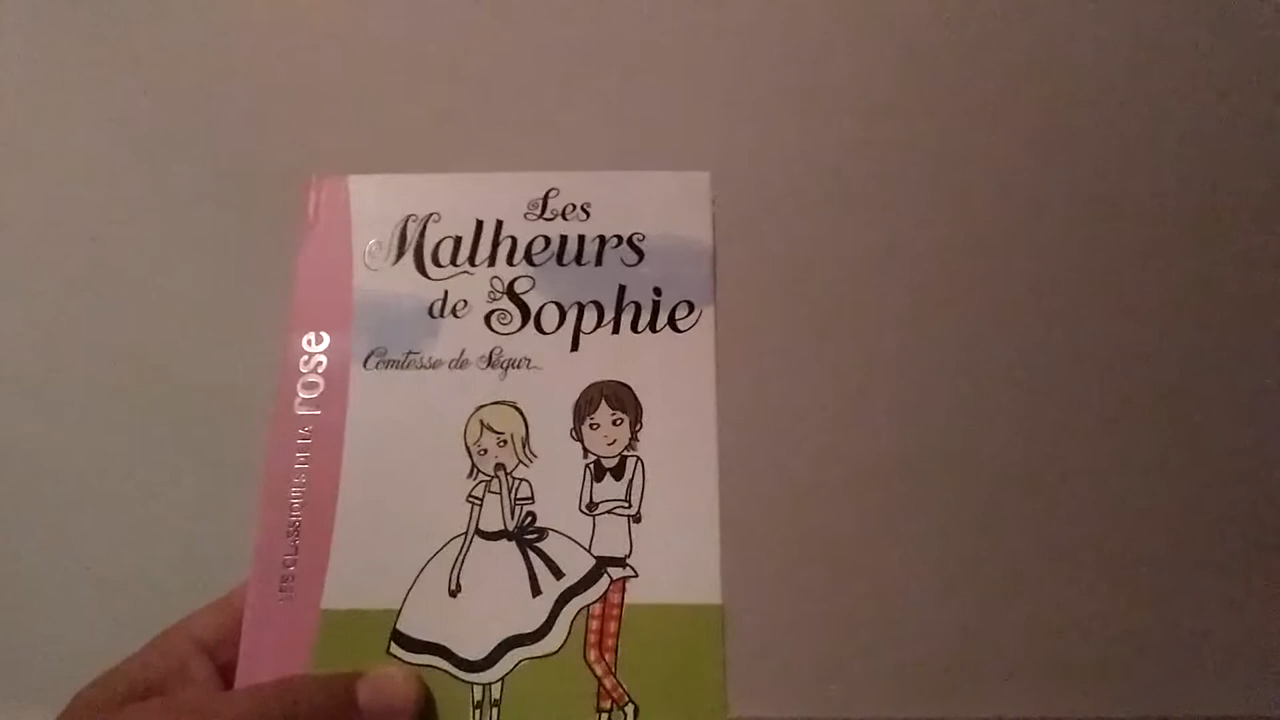 Les
Malheurs
de Sophie
Comtesse de Ségur
LES CLASSIQUES DE LA rose